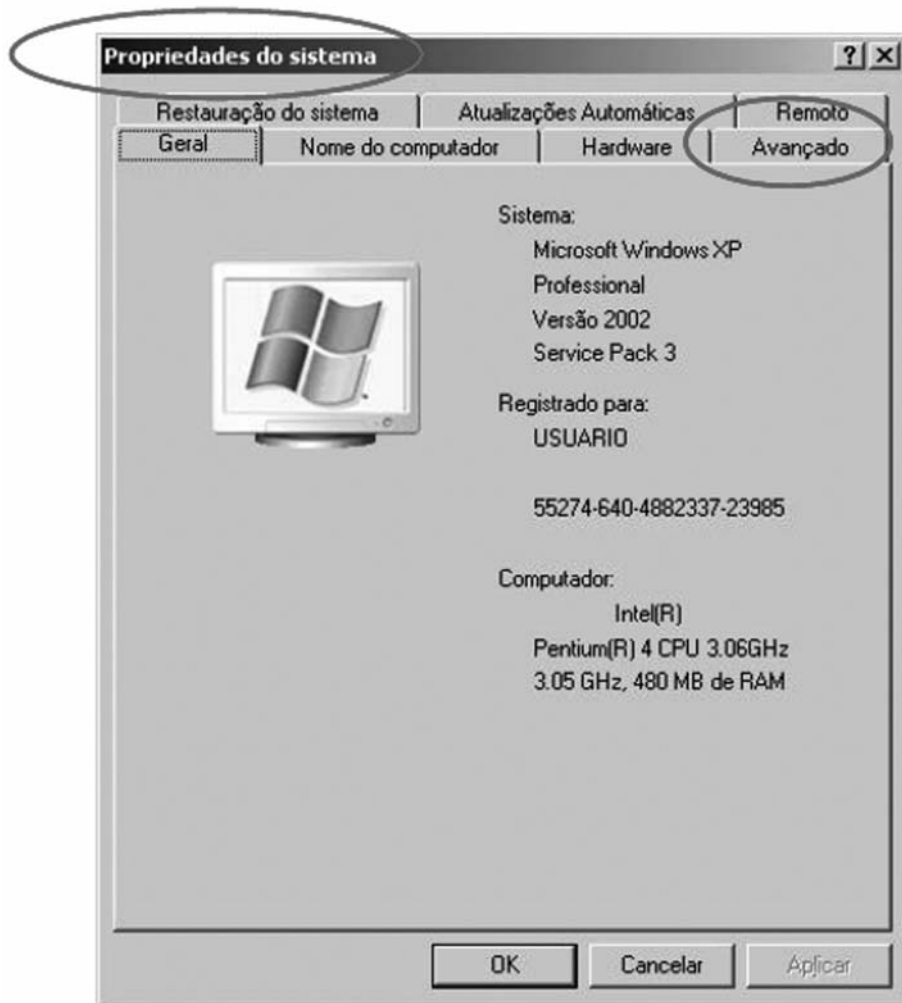 Propriedades do sistema
? X
Restauração do sistema Atualizações Automáticas Remoto
Geral Nome do computador Hardware Avançado
Sistema:
Microsoft Windows XP
Professional
Versão 2002
Service Pack 3
Registrado para:
USUARIO
55274-640-4882337-23985
Computador:
Intel(R)
Pentium(R) 4 CPU 3.06GHz
3.05 GHz, 480 MB de RAM
OK Cancelar Aplicar